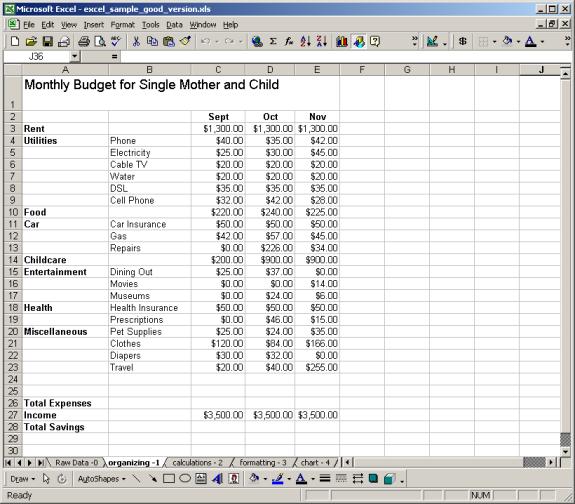 Microsoft Excel - excel_sample_good_version.xls
File Edit View Insert Format Tools Data Window Help
J36 =
A B C D E F G H I J
1 Monthly Budget for Single Mother and Child
2 Sept Oct Nov
3 Rent $1,300.00 $1,300.00 $1,300.00
4 Utilities Phone $40.00 $35.00 $42.00
5 Electricity $25.00 $30.00 $45.00
6 Cable TV $20.00 $20.00 $20.00
7 Water $20.00 $20.00 $20.00
8 DSL $35.00 $35.00 $35.00
9 Cell Phone $32.00 $42.00 $28.00
10 Food $220.00 $240.00 $225.00
11 Car Car Insurance $50.00 $50.00 $50.00
12 Gas $42.00 $57.00 $45.00
13 Repairs $0.00 $226.00 $34.00
14 Childcare $200.00 $900.00 $900.00
15 Entertainment Dining Out $25.00 $37.00 $0.00
16 Movies $0.00 $0.00 $14.00
17 Museums $0.00 $24.00 $6.00
18 Health Health Insurance $50.00 $50.00 $50.00
19 Prescriptions $0.00 $46.00 $15.00
20 Miscellaneous Pet Supplies $25.00 $24.00 $35.00
21 Clothes $120.00 $84.00 $166.00
22 Diapers $30.00 $32.00 $0.00
23 Travel $20.00 $40.00 $255.00
24
25
26 Total Expenses
27 Income $3,500.00 $3,500.00 $3,500.00
28 Total Savings
29
30
Raw Data -0 organizing -1 calculations - 2 formatting - 3 chart - 4
Draw AutoShapes
Ready NUM